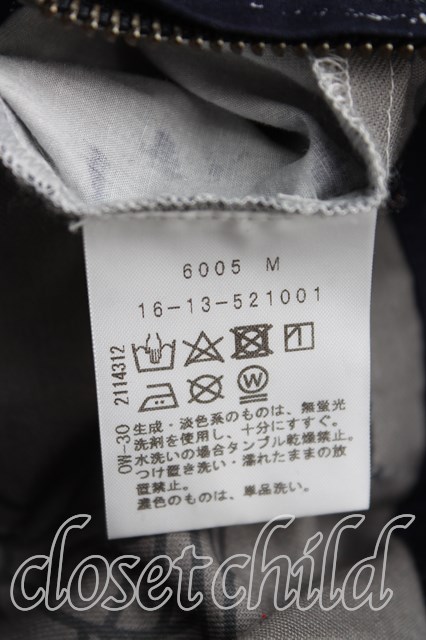 6005 M
16-13-521001
OW-30 2114312
W
生成・淡色系のものは、無蛍光
洗剤を使用し、十分にすすぐ。
水洗いの場合タンブル乾燥禁止。
つけ置き洗い・濡れたままの放
置禁止。
濃色のものは、単品洗い。
closet child